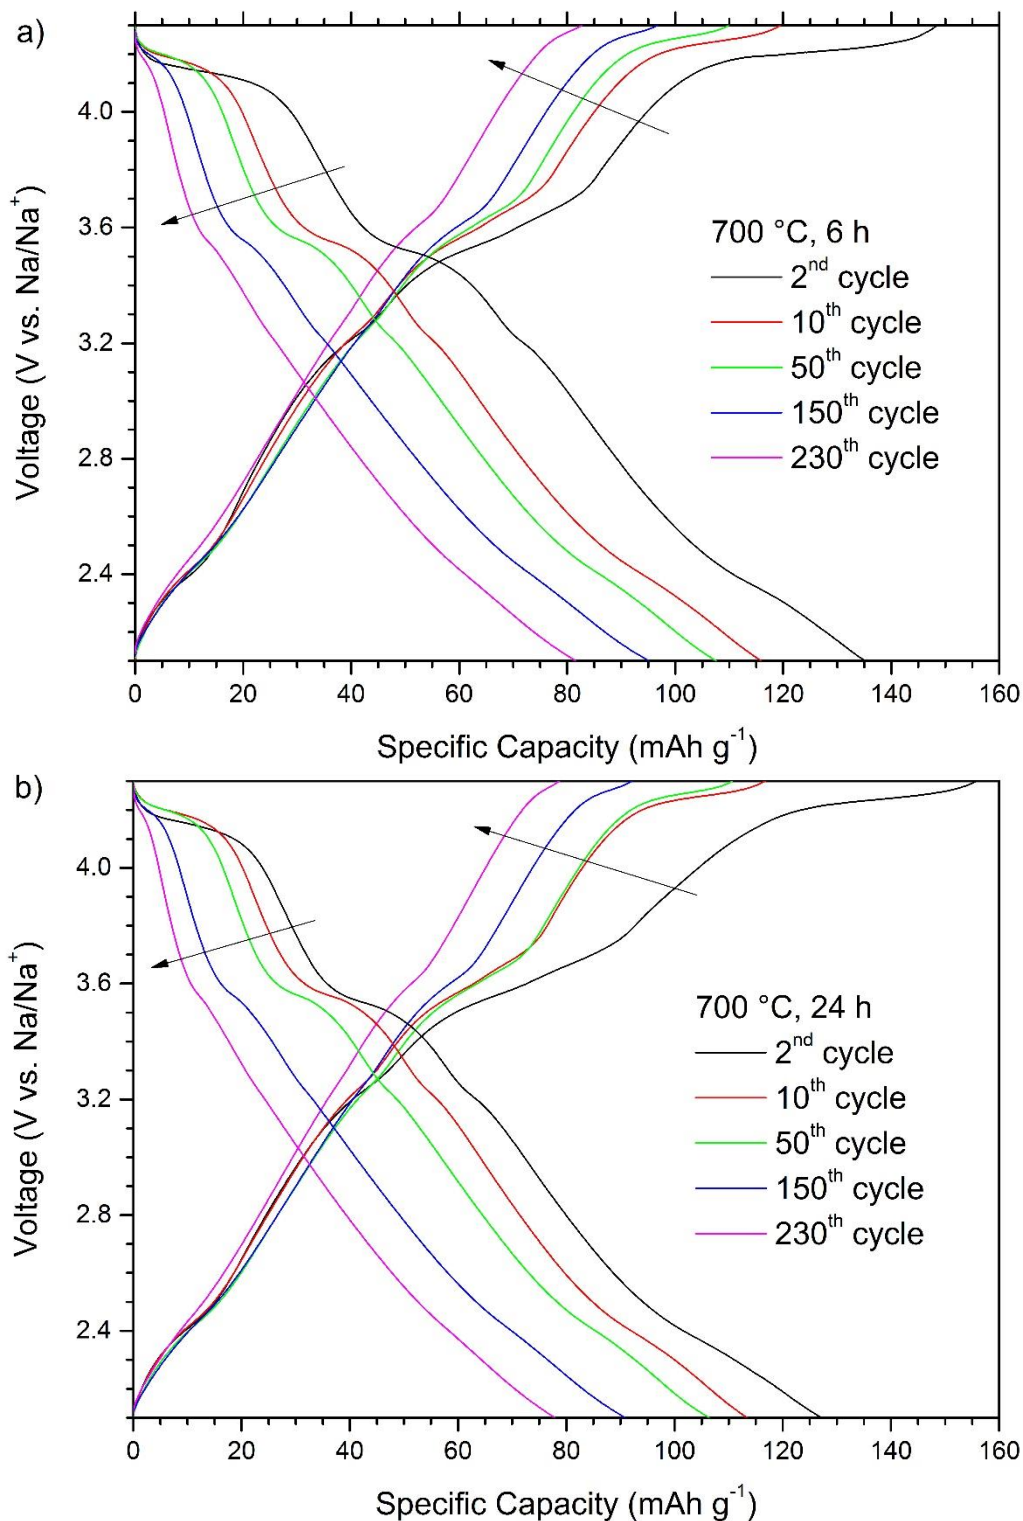 a)
4.0
3.6
3.2
2.8
2.4
Voltage (V vs. Na/Na⁺)
700 °C, 6 h
2ⁿᵈ cycle
10ᵗʰ cycle
50ᵗʰ cycle
150ᵗʰ cycle
230ᵗʰ cycle
0 20 40 60 80 100 120 140 160
Specific Capacity (mAh g⁻¹)
b)
4.0
3.6
3.2
2.8
2.4
Voltage (V vs. Na/Na⁺)
700 °C, 24 h
2ⁿᵈ cycle
10ᵗʰ cycle
50ᵗʰ cycle
150ᵗʰ cycle
230ᵗʰ cycle
0 20 40 60 80 100 120 140 160
Specific Capacity (mAh g⁻¹)